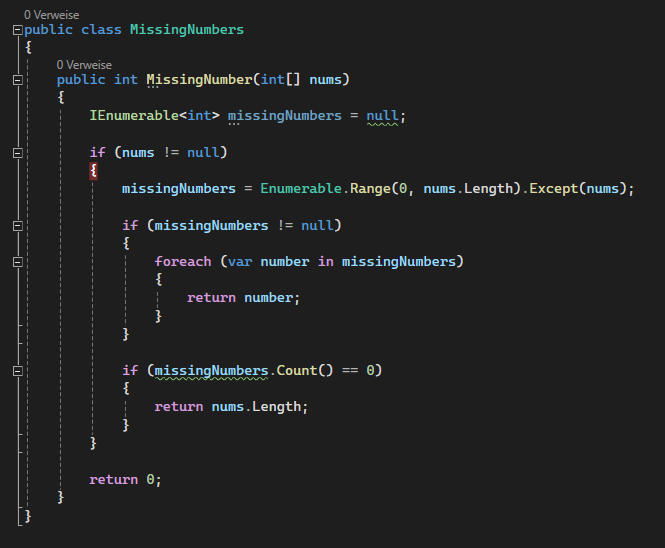 0 Verweise
public class MissingNumbers
{
0 Verweise
public int MissingNumber(int[] nums)
{
IEnumerable<int> missingNumbers = null;
if (nums != null)
{
missingNumbers = Enumerable.Range(0, nums.Length).Except(nums);
if (missingNumbers != null)
{
foreach (var number in missingNumbers)
{
return number;
}
}
if (missingNumbers.Count() == 0)
{
return nums.Length;
}
}
return 0;
}
}